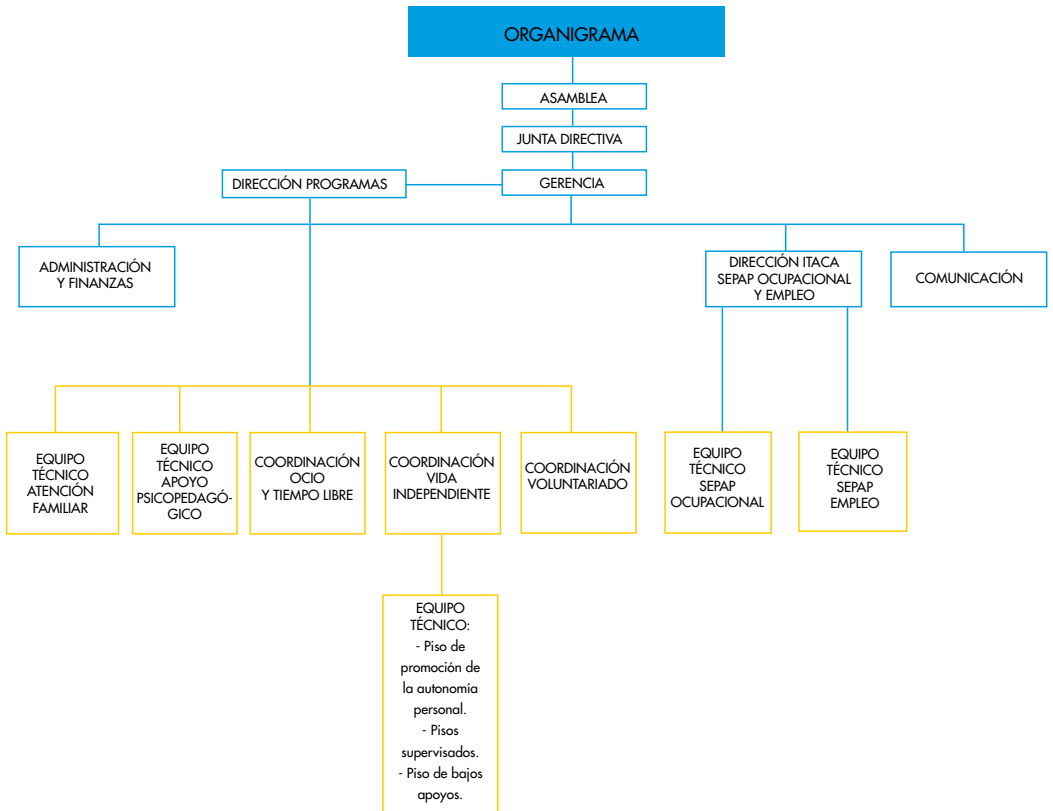 ORGANIGRAMA
ASAMBLEA
JUNTA DIRECTIVA
DIRECCIÓN PROGRAMAS
GERENCIA
ADMINISTRACIÓN
Y FINANZAS
DIRECCIÓN ITACA
SEPAP OCUPACIONAL
Y EMPLEO
COMUNICACIÓN
EQUIPO
TÉCNICO
ATENCIÓN
FAMILIAR
EQUIPO
TÉCNICO
APOYO
PSICOPEDAGÓ-
GICO
COORDINACIÓN
OCIO
Y TIEMPO LIBRE
COORDINACIÓN
VIDA
INDEPENDIENTE
COORDINACIÓN
VOLUNTARIADO
EQUIPO
TÉCNICO
SEPAP
OCUPACIONAL
EQUIPO
TÉCNICO
SEPAP
EMPLEO
EQUIPO
TÉCNICO:
- Piso de
promoción de
la autonomía
personal.
- Pisos
supervisados.
- Piso de bajos
apoyos.